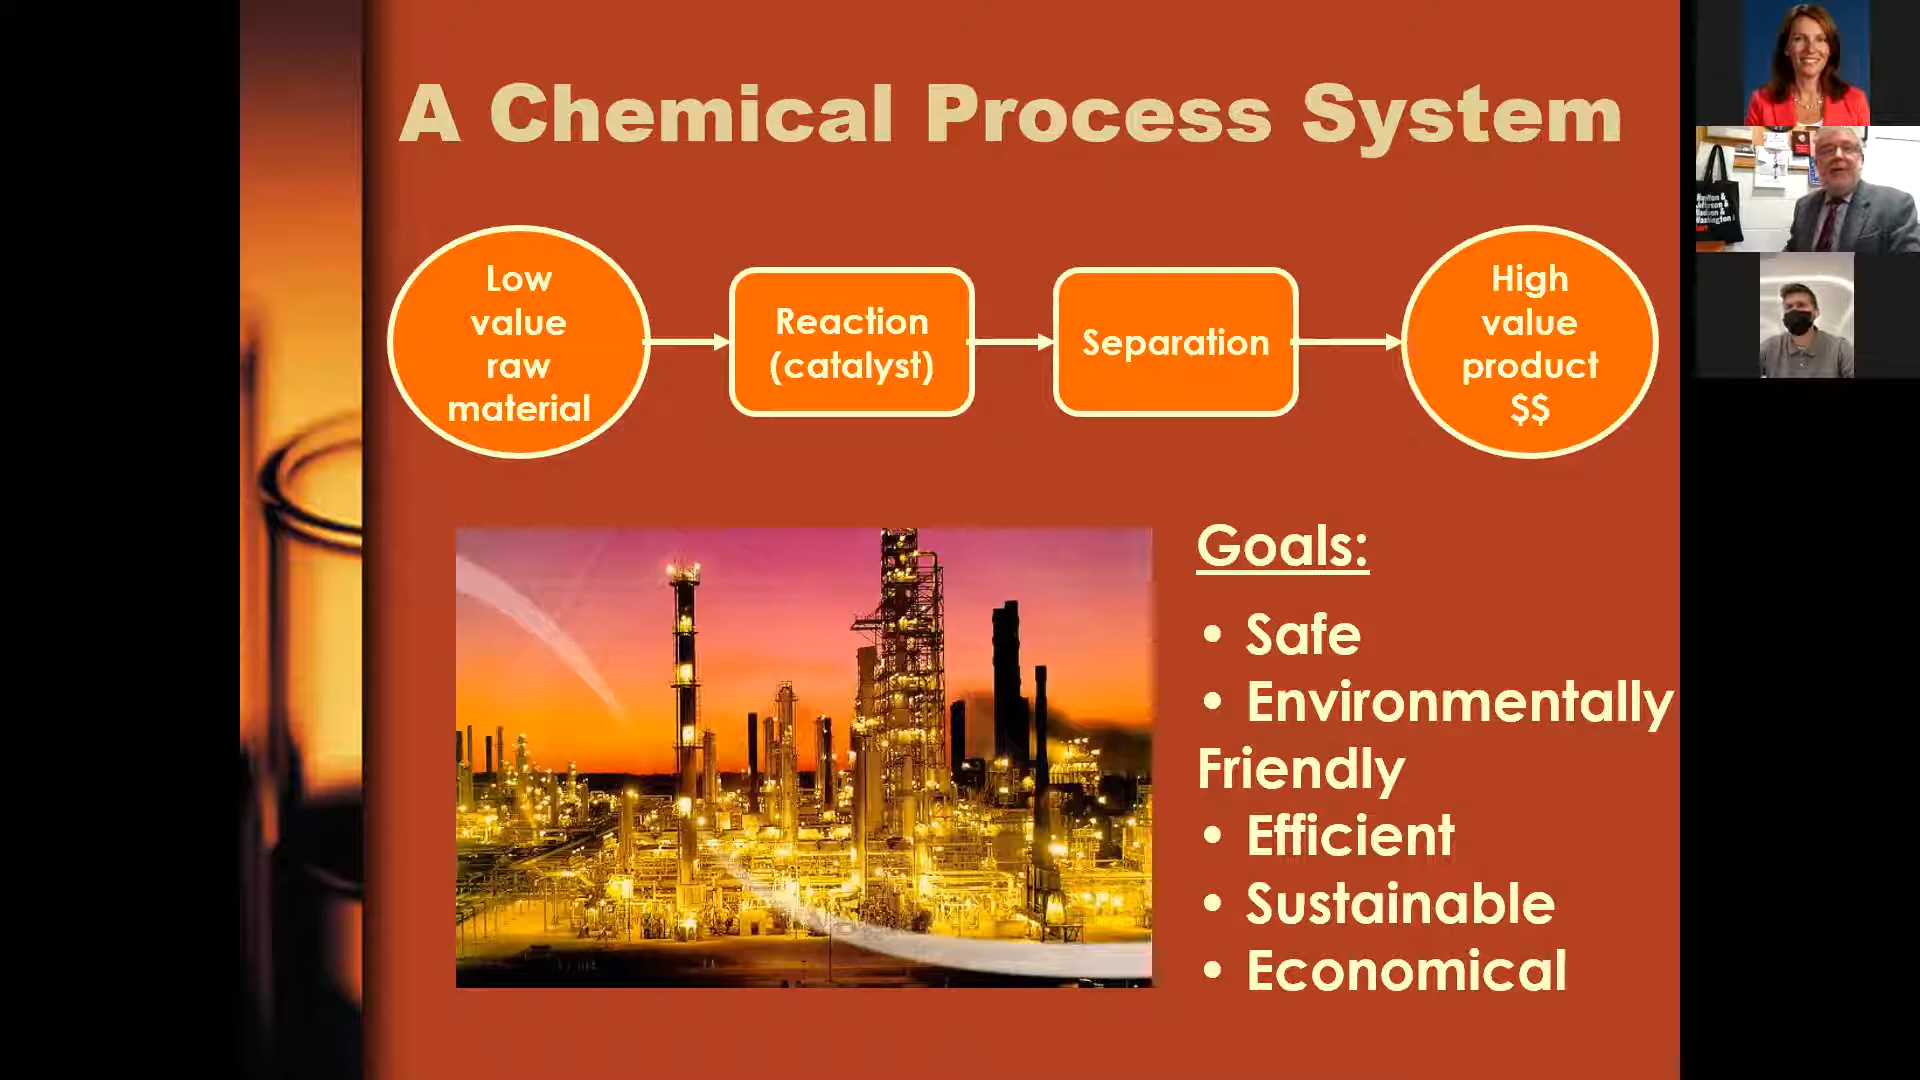 A Chemical Process System
Low
value
raw
material
Reaction
(catalyst)
Separation
High
value
product
$$
Goals:
• Safe
• Environmentally
Friendly
• Efficient
• Sustainable
• Economical